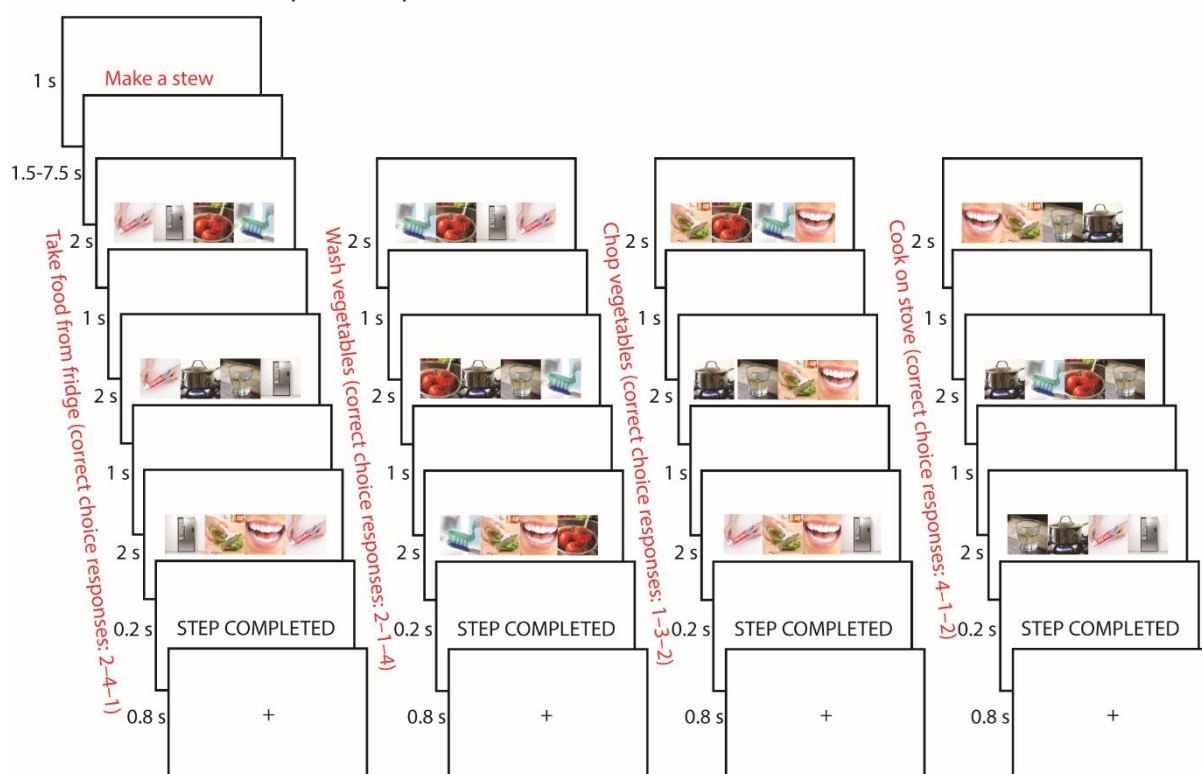 Make a stew
1 s
1.5-7.5 s
2 s
1 s
2 s
1 s
2 s
0.2 s
STEP COMPLETED
0.8 s
+
Take food from fridge (correct choice responses: 2–4–1)
2 s
1 s
2 s
1 s
2 s
0.2 s
STEP COMPLETED
0.8 s
+
Wash vegetables (correct choice responses: 2–1–4)
2 s
1 s
2 s
1 s
2 s
0.2 s
STEP COMPLETED
0.8 s
+
Chop vegetables (correct choice responses: 1–3–2)
2 s
1 s
2 s
1 s
2 s
0.2 s
STEP COMPLETED
0.8 s
+
Cook on stove (correct choice responses: 4–1–2)